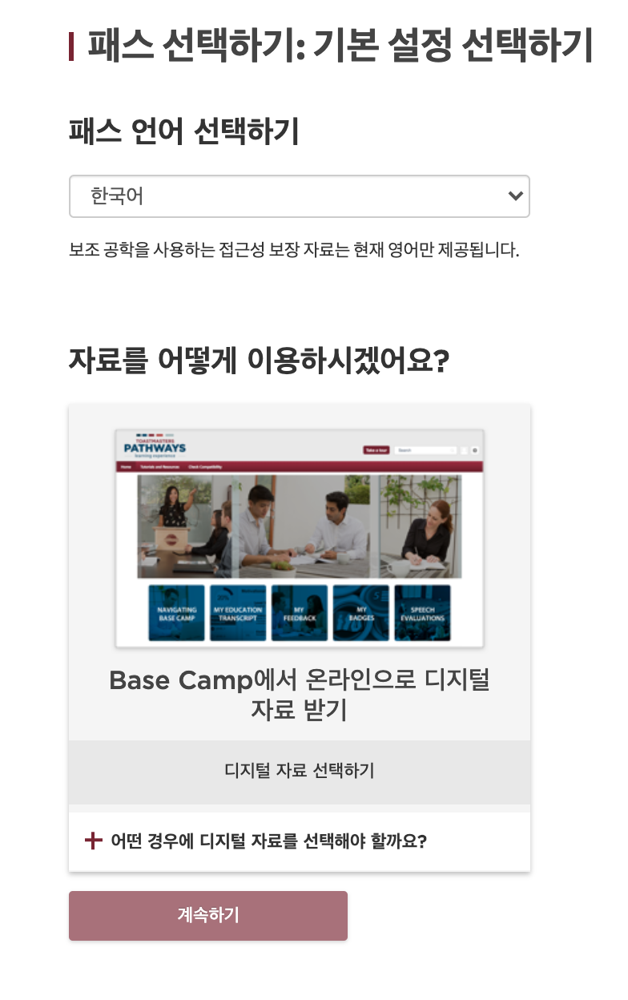 패스 선택하기: 기본 설정 선택하기
패스 언어 선택하기
한국어
보조 공학을 사용하는 접근성 보장 자료는 현재 영어만 제공됩니다.
자료를 어떻게 이용하시겠어요?
TOASTMASTERS
PATHWAYS
learning experience
Take a tour
Search
Home
Tutorials and Resources
Check Compatibility
NAVIGATING
BASE CAMP
MY EDUCATION
TRANSCRIPT
MY
FEEDBACK
MY
BADGES
SPEECH
EVALUATIONS
Base Camp에서 온라인으로 디지털
자료 받기
디지털 자료 선택하기
어떤 경우에 디지털 자료를 선택해야 할까요?
계속하기